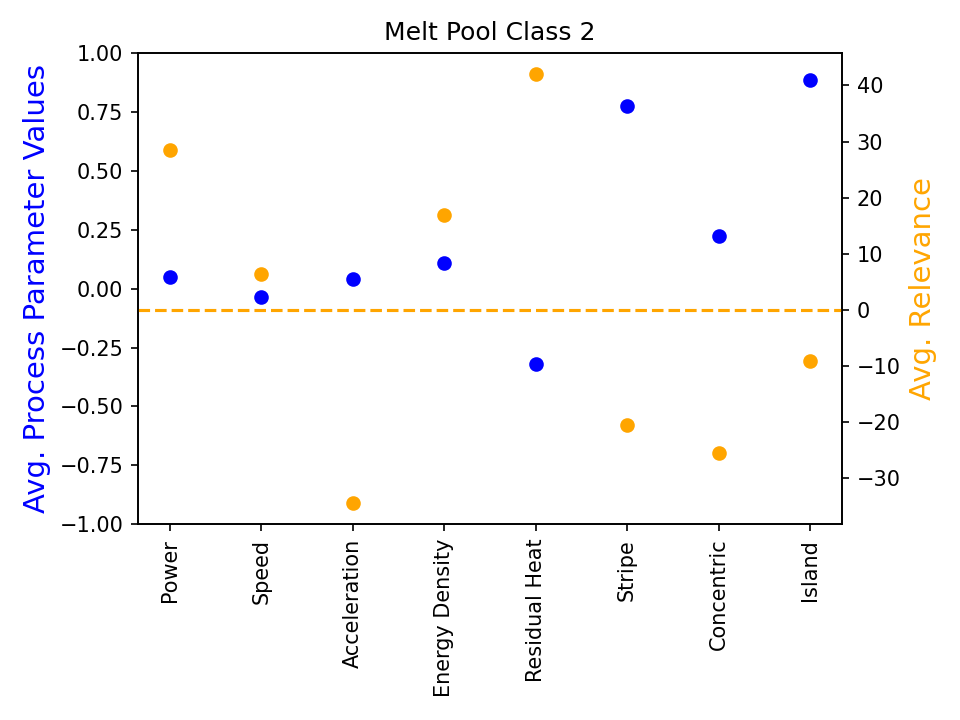 Melt Pool Class 2
Avg. Process Parameter Values
1.00
0.75
0.50
0.25
0.00
−0.25
−0.50
−0.75
−1.00
40
30
20
10
0
−10
−20
−30
Avg. Relevance
Power
Speed
Acceleration
Energy Density
Residual Heat
Stripe
Concentric
Island